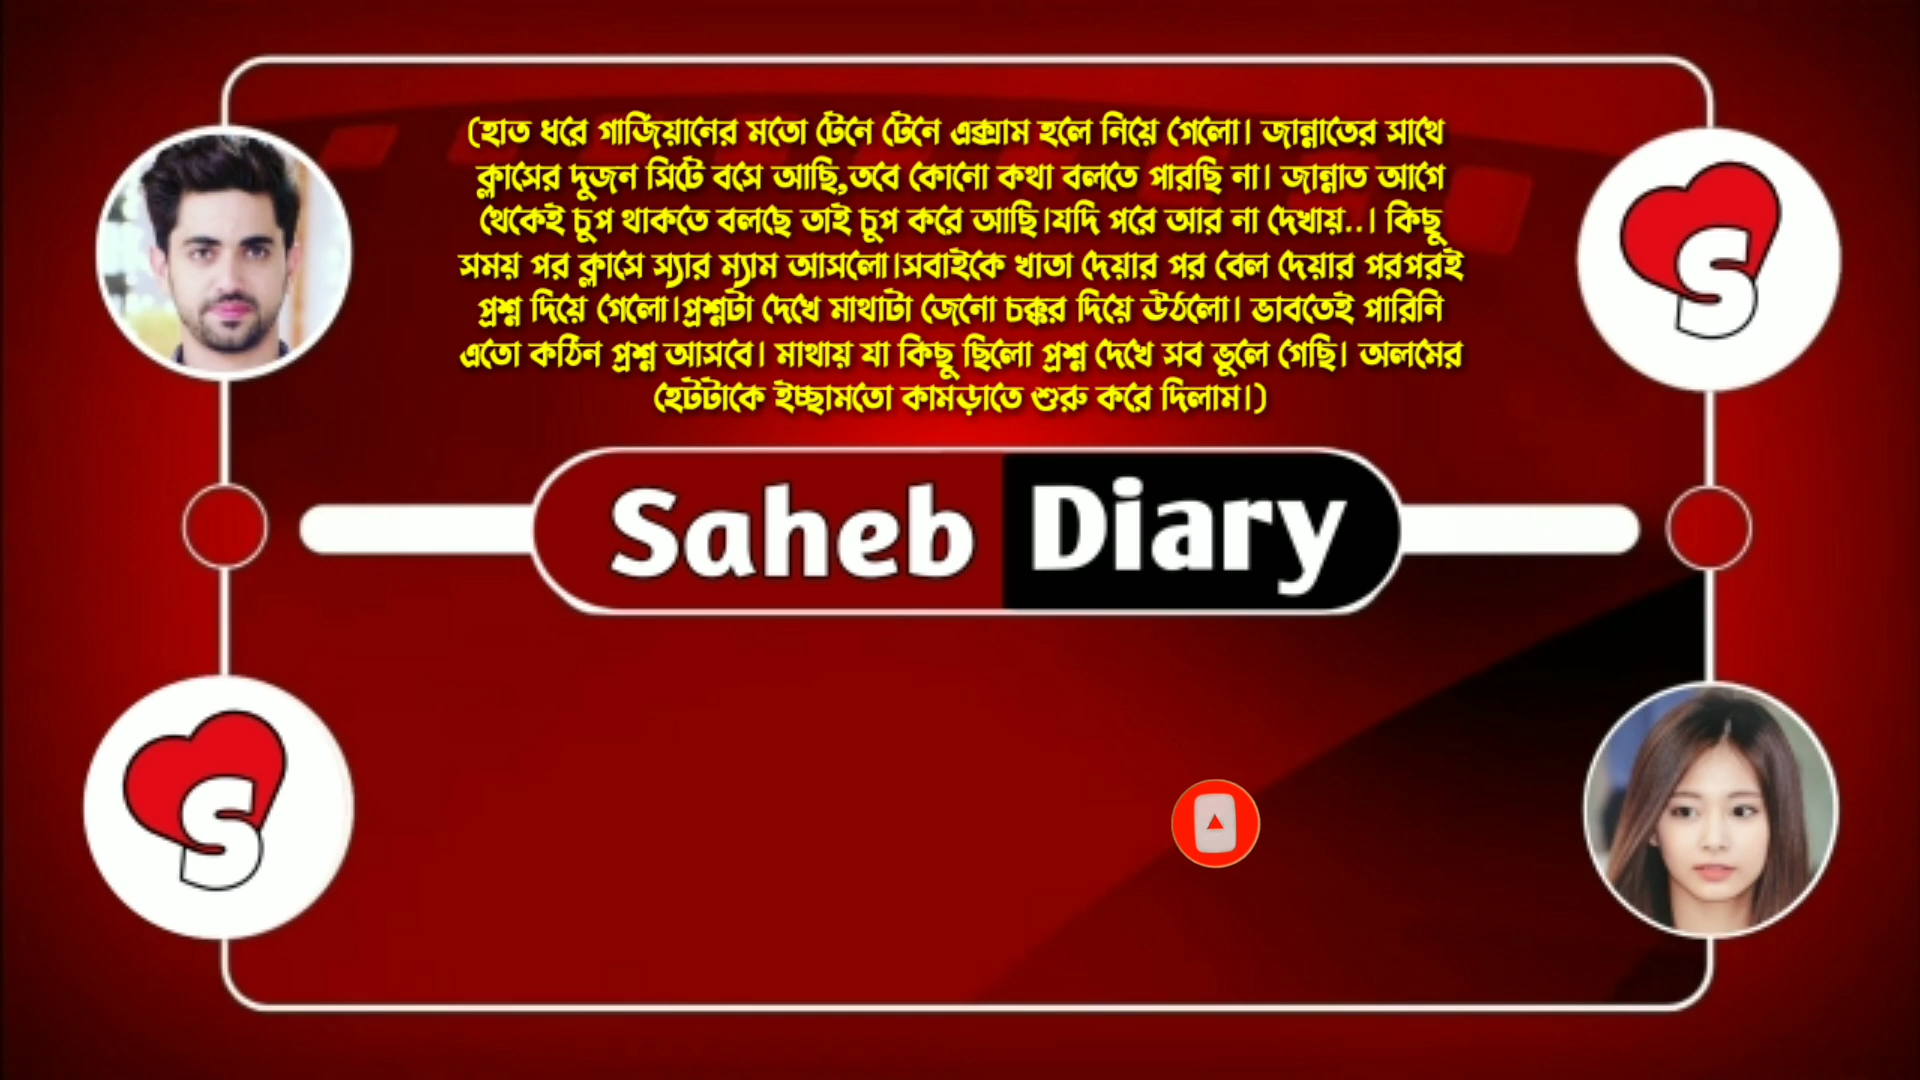 (হাত ধরে গার্জিয়ানের মতো টেনে টেনে এক্সাম হলে নিয়ে গেলো। জান্নাতের সাথে
ক্লাসের দুজন সিটে বসে আছি,তবে কোনো কথা বলতে পারছি না। জান্নাত আগে
থেকেই চুপ থাকতে বলছে তাই চুপ করে আছি।যদি পরে আর না দেখায়..। কিছু
সময় পর ক্লাসে স্যার ম্যাম আসলো।সবাইকে খাতা দেয়ার পর বেল দেয়ার পরপরই
প্রশ্ন দিয়ে গেলো।প্রশ্নটা দেখে মাথাটা জেনো চক্কর দিয়ে উঠলো। ভাবতেই পারিনি
এতো কঠিন প্রশ্ন আসবে। মাথায় যা কিছু ছিলো প্রশ্ন দেখে সব ভুলে গেছি। অলমের
হেটটাকে ইচ্ছামতো কামড়াতে শুরু করে দিলাম।)
S
Saheb Diary
S